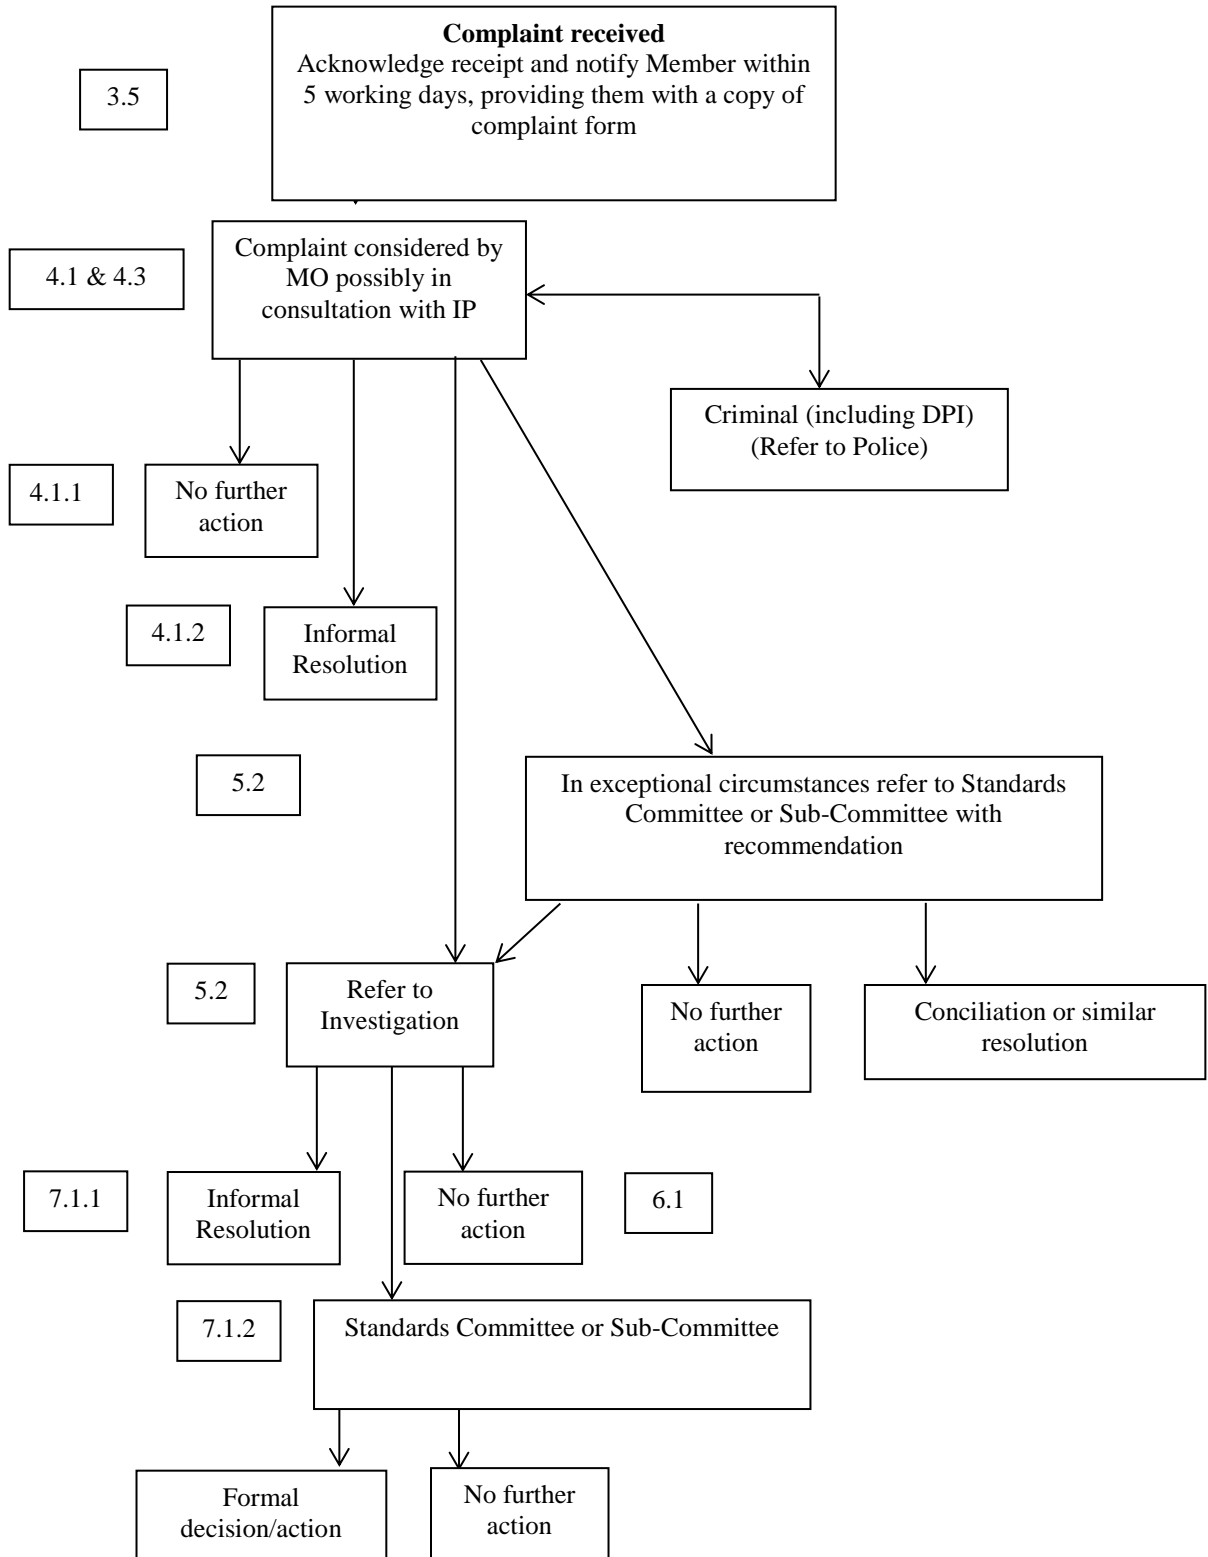 Complaint received
Acknowledge receipt and notify Member within
5 working days, providing them with a copy of
complaint form
3.5
Complaint considered by
MO possibly in
consultation with IP
4.1 & 4.3
Criminal (including DPI)
(Refer to Police)
4.1.1
No further
action
4.1.2
Informal
Resolution
5.2
In exceptional circumstances refer to Standards
Committee or Sub-Committee with
recommendation
5.2
Refer to
Investigation
No further
action
Conciliation or similar
resolution
7.1.1
Informal
Resolution
No further
action
6.1
7.1.2
Standards Committee or Sub-Committee
Formal
decision/action
No further
action